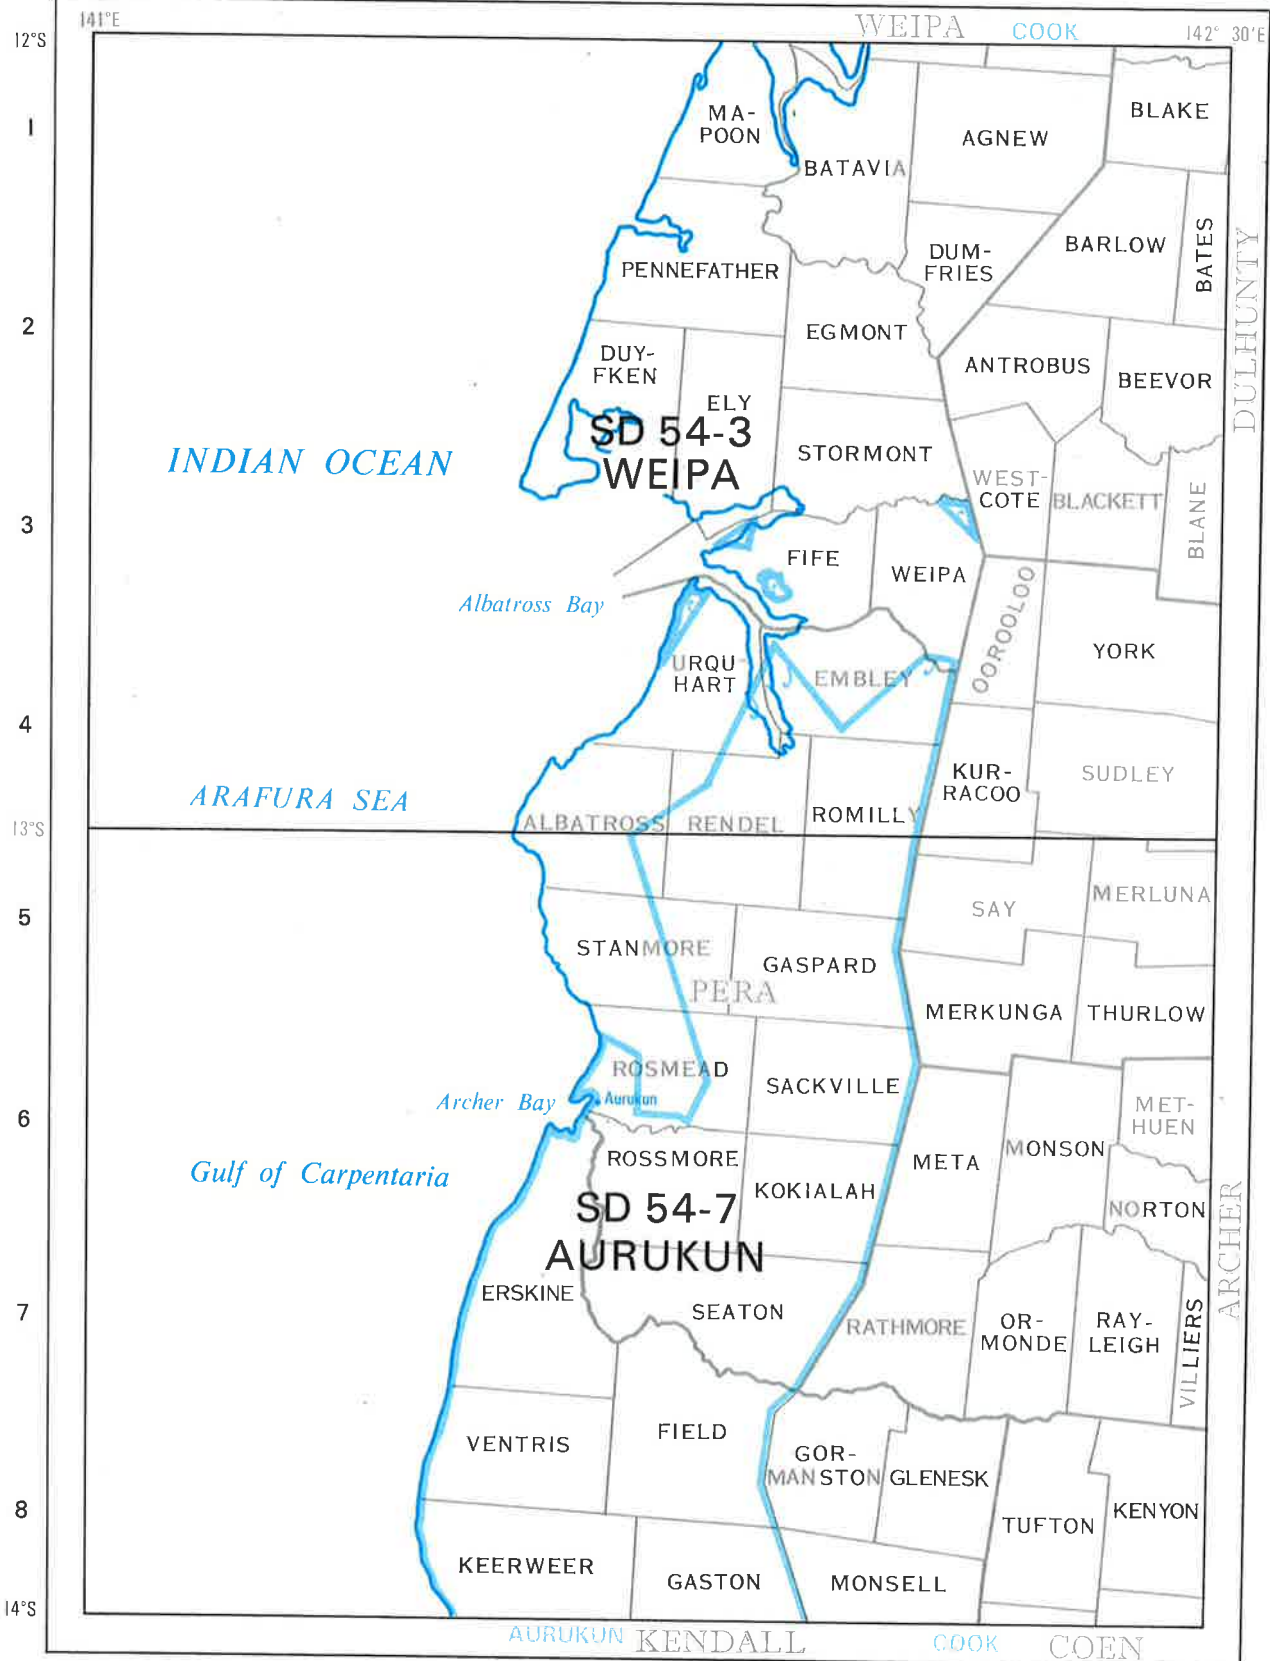 141°E
WEIPA
COOK
142° 30'E
12°S
MA-
POON
BLAKE
1
AGNEW
BATAVIA
BARLOW
BATES
DUM-
FRIES
DULHUNTY
PENNEFATHER
2
EGMONT
DUY-
FKEN
ANTROBUS
BEEVOR
ELY
SD 54-3
WEIPA
INDIAN OCEAN
STORMONT
WEST-
COTE
BLACKETT
BLANE
3
FIFE
WEIPA
Albatross Bay
OOROOLOO
YORK
URQU-
HART
EMBLEY
4
KUR-
RACOO
SUDLEY
ARAFURA SEA
ROMILLY
ALBATROSS
RENDEL
13°S
MERLUNA
SAY
5
STANMORE
GASPARD
PERA
MERKUNGA
THURLOW
ROSMEAD
SACKVILLE
Archer Bay
Aurukun
MET-
HUEN
6
MONSON
ROSSMORE
META
Gulf of Carpentaria
KOKIALAH
SD 54-7
AURUKUN
NORTON
ARCHER
ERSKINE
7
SEATON
RATHMORE
OR-
MONDE
RAY-
LEIGH
VILLIERS
VENTRIS
FIELD
GOR-
MANSTON
GLENESK
8
TUFTON
KENYON
KEERWEER
GASTON
MONSELL
14°S
AURUKUN
KENDALL
COOK
COEN